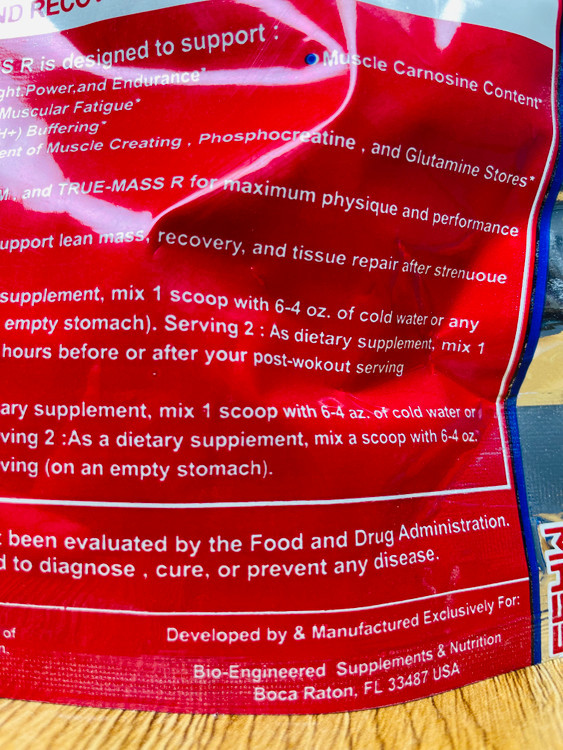 ND RECOV
S R is designed to support :
Muscle Carnosine Content*
ght,Power,and Endurance*
Muscular Fatigue*
H+) Buffering*
ent of Muscle Creating , Phosphocreatine , and Glutamine Stores*
M, and TRUE-MASS R for maximum physique and performance
upport lean mass, recovery, and tissue repair after strenuoue
supplement, mix 1 scoop with 6-4 oz. of cold water or any
empty stomach). Serving 2 : As dietary supplement, mix 1
hours before or after your post-wokout serving
ary supplement, mix 1 scoop with 6-4 az. of cold water or
ving 2 :As a dietary suppiement, mix a scoop with 6-4 oz.
ving (on an empty stomach).
t been evaluated by the Food and Drug Administration.
d to diagnose , cure, or prevent any disease.
of
n.
Developed by & Manufactured Exclusively For:
Bio-Engineered Supplements & Nutrition
Boca Raton, FL 33487 USA